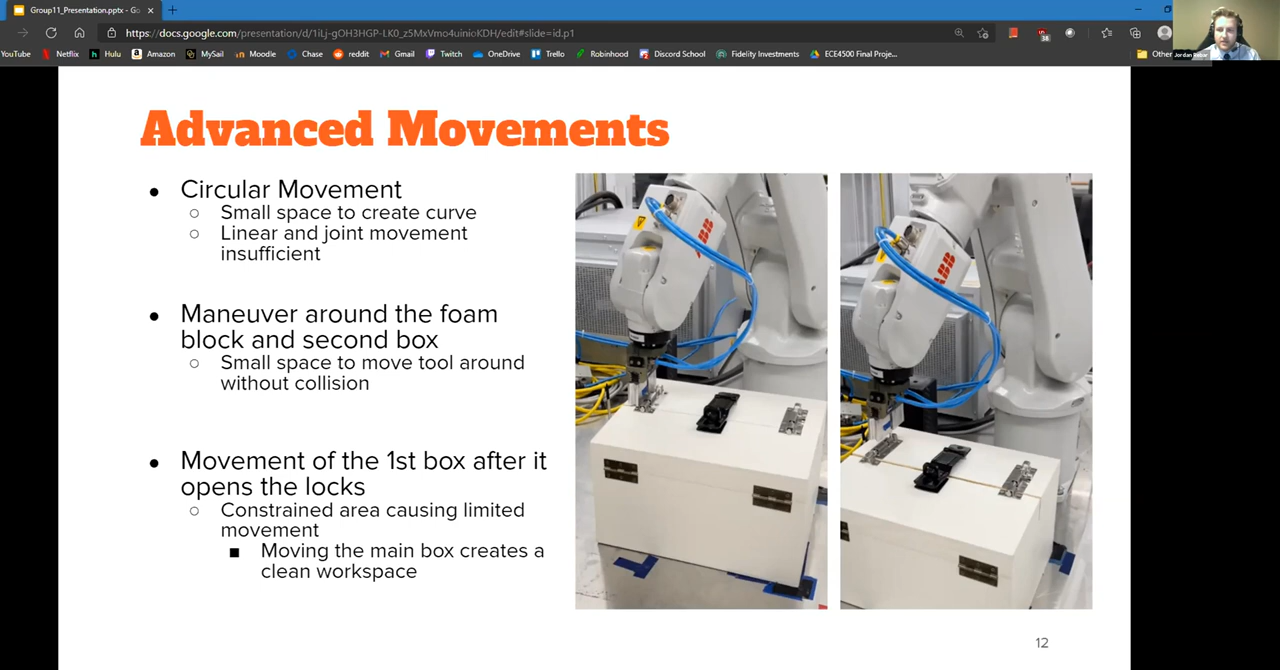 Group11_Presentation.pptx - Go
https://docs.google.com/presentation/d/1iLj-gOH3HGP-LK0_z5MxVmo4uinioKDH/edit#slide=id.p1
38
YouTube Netflix Hulu Amazon MySail Moodle Chase reddit Gmail Twitch OneDrive Trello Robinhood Discord School Fidelity Investments ECE4500 Final Proje... Other
Jordan
Advanced Movements
● Circular Movement
○ Small space to create curve
○ Linear and joint movement
insufficient
● Maneuver around the foam
block and second box
○ Small space to move tool around
without collision
● Movement of the 1st box after it
opens the locks
○ Constrained area causing limited
movement
■ Moving the main box creates a
clean workspace
ABB
ABB
12